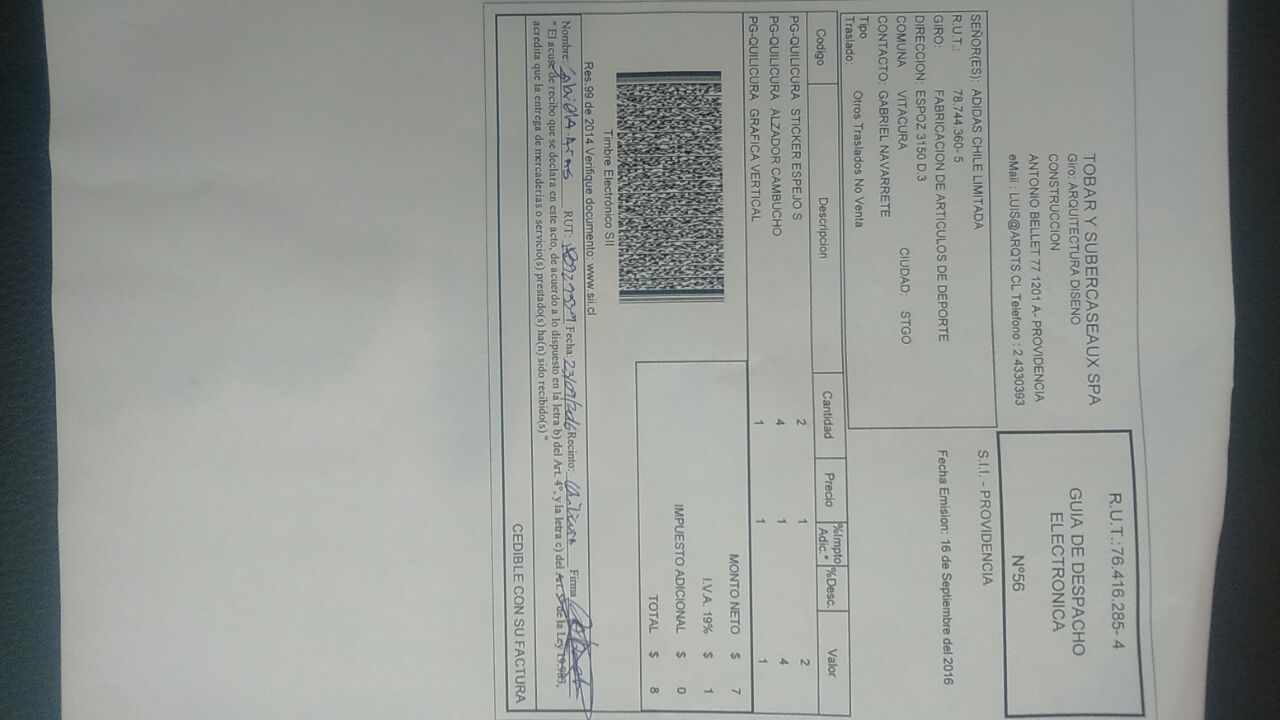 TOBAR Y SUBERCASEAUX SPA
Giro: ARQUITECTURA DISENO
CONSTRUCCION
ANTONIO BELLET 77 1201 A- PROVIDENCIA
eMail : LUIS@ARQTS.CL Telefono : 2 4330393
R.U.T.:76.416.285- 4
GUIA DE DESPACHO
ELECTRONICA
Nº56
S.I.I. - PROVIDENCIA
Fecha Emision: 16 de Septiembre del 2016
SEÑOR(ES): ADIDAS CHILE LIMITADA
R.U.T.: 78.744.360- 5
GIRO: FABRICACION DE ARTICULOS DE DEPORTE
DIRECCION: ESPOZ 3150 D.3
COMUNA VITACURA CIUDAD: STGO
CONTACTO: GABRIEL NAVARRETE
Tipo
Traslado: Otros Traslados No Venta
Codigo Descripcion Cantidad Precio %Impto Adic.* %Desc. Valor
PG-QUILICURA STICKER ESPEJO S 2 1 2
PG-QUILICURA ALZADOR CAMBUCHO 4 1 4
PG-QUILICURA GRAFICA VERTICAL 1 1 1
MONTO NETO $ 7
I.V.A. 19% $ 1
IMPUESTO ADICIONAL $ 0
TOTAL $ 8
Timbre Electrónico SII
Res.99 de 2014 Verifique documento: www.sii.cl
Nombre: RUT: Fecha: 23/09/2016 Recinto: Quilicura Firma
"El acuse de recibo que se declara en este acto, de acuerdo a lo dispuesto en la letra b) del Art. 4°, y la letra c) del Art. 5° de la Ley 19.983,
acredita que la entrega de mercaderías o servicio(s) prestado(s) ha(n) sido recibido(s)"
CEDIBLE CON SU FACTURA